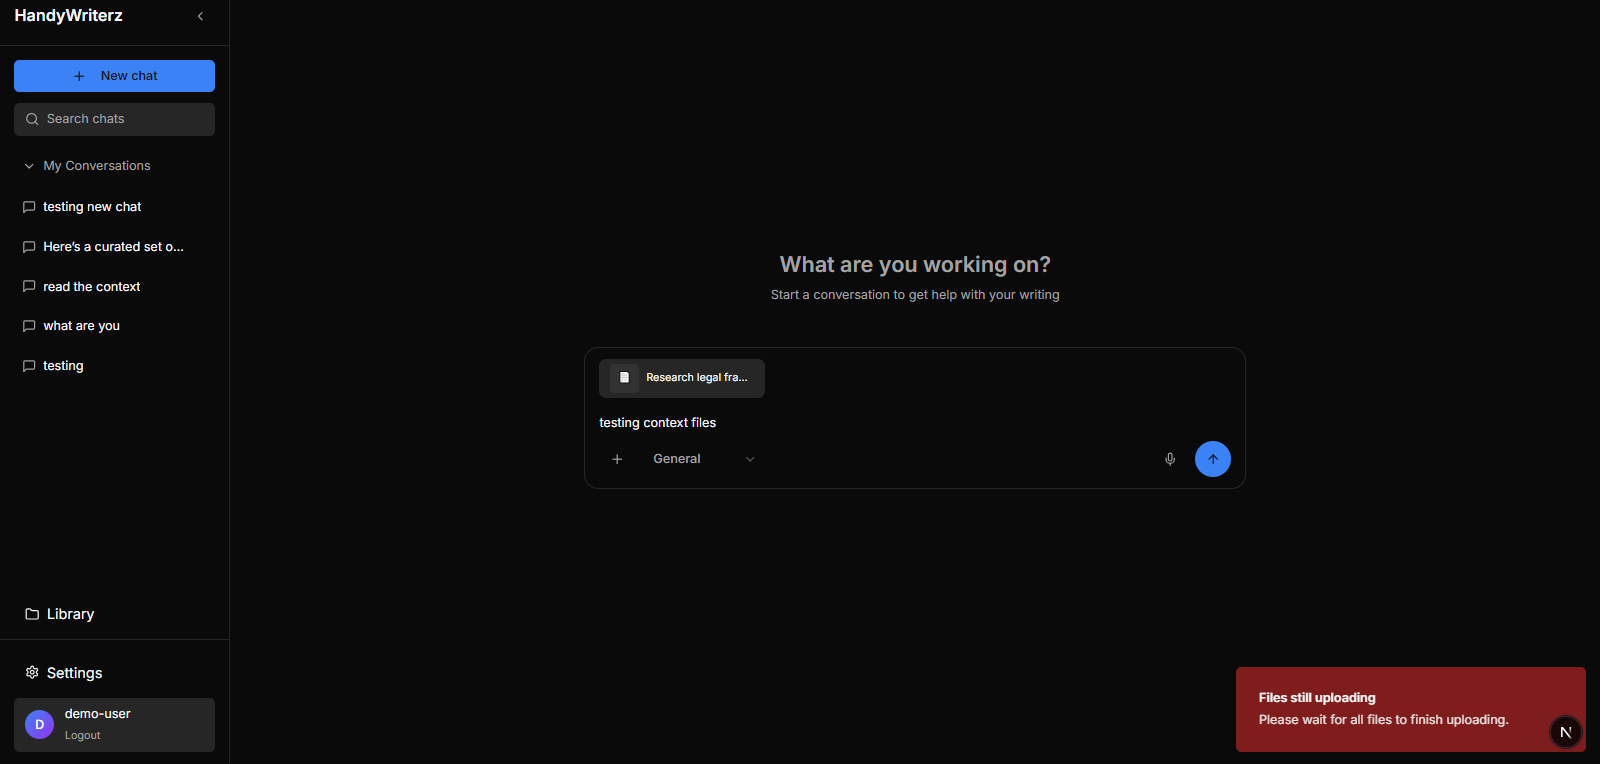 HandyWriterz
New chat
Search chats
My Conversations
testing new chat
Here's a curated set o...
read the context
what are you
testing
Library
Settings
D
demo-user
Logout
What are you working on?
Start a conversation to get help with your writing
Research legal fra...
testing context files
General
Files still uploading
Please wait for all files to finish uploading.
N